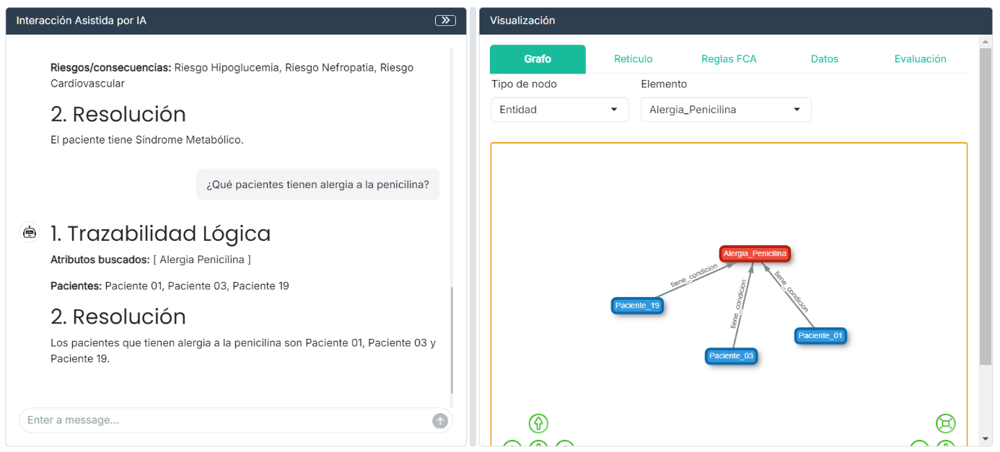 Interacción Asistida por IA
Riesgos/consecuencias: Riesgo Hipoglucemia, Riesgo Nefropatia, Riesgo
Cardiovascular
2. Resolución
El paciente tiene Síndrome Metabólico.
¿Qué pacientes tienen alergia a la penicilina?
1. Trazabilidad Lógica
Atributos buscados: [ Alergia Penicilina ]
Pacientes: Paciente 01, Paciente 03, Paciente 19
2. Resolución
Los pacientes que tienen alergia a la penicilina son Paciente 01, Paciente 03 y
Paciente 19.
Enter a message...
Visualización
Grafo Retículo Reglas FCA Datos Evaluación
Tipo de nodo Elemento
Entidad Alergia_Penicilina
Alergia_Penicilina
tiene_condicion
tiene_condicion
tiene_condicion
Paciente_19
Paciente_01
Paciente_03